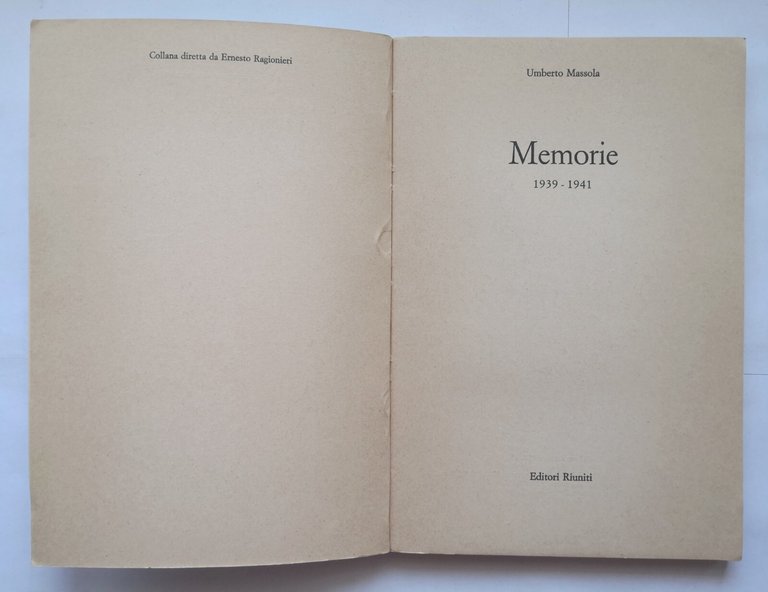 Collana diretta da Ernesto Ragionieri
Umberto Massola
Memorie
1939 - 1941
Editori Riuniti